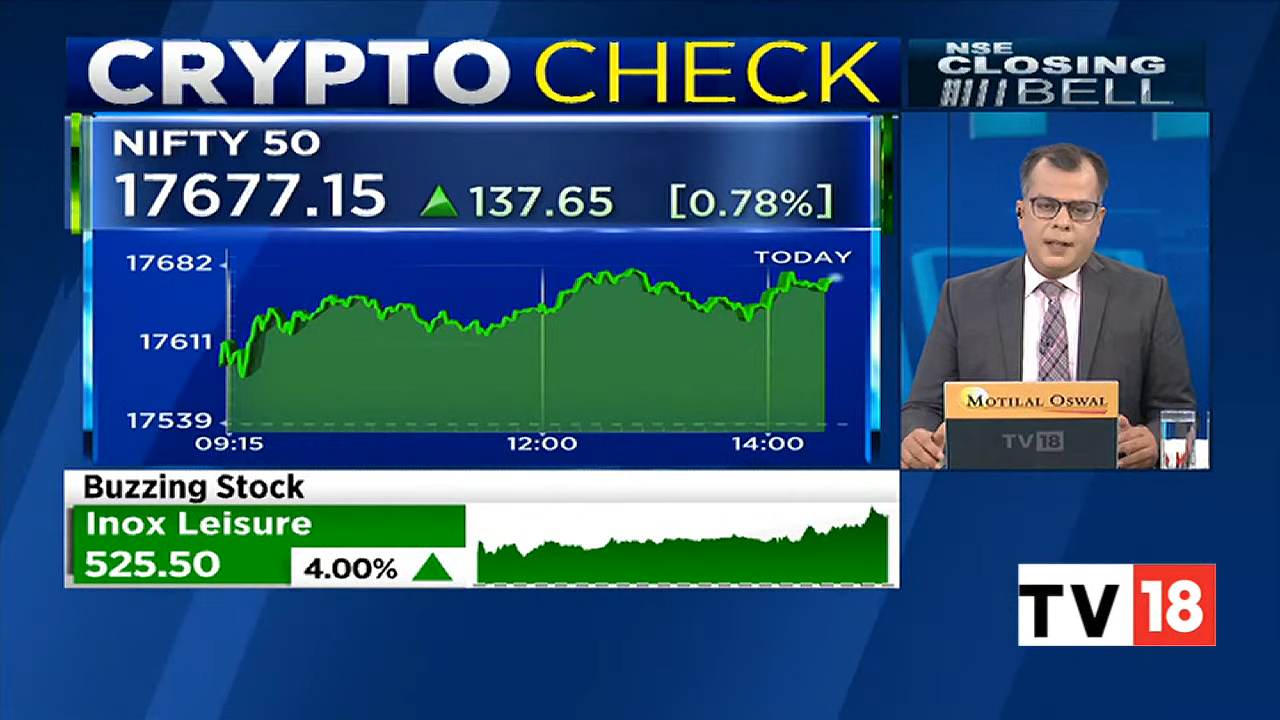 CRYPTO CHECK
NSE
CLOSING
BELL
NIFTY 50
17677.15 ▲ 137.65 [0.78%]
TODAY
17682
17611
17539
09:15 12:00 14:00
MOTILAL OSWAL
TV18
Buzzing Stock
Inox Leisure
525.50 4.00% ▲
TV18